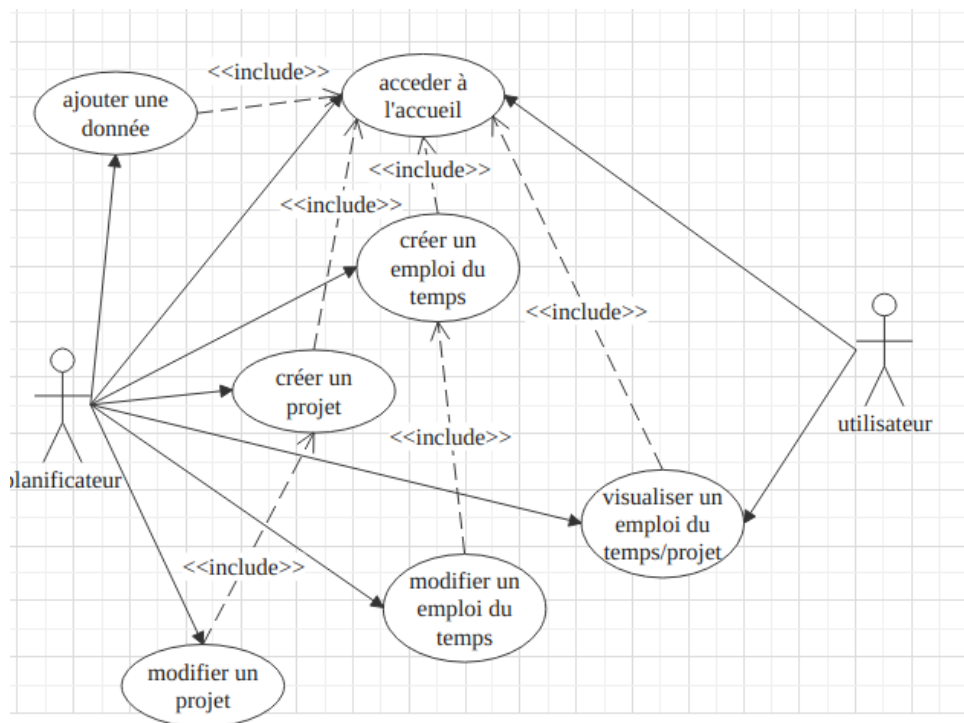 <<include>>
acceder à
l'accueil
ajouter une
donnée
<<include>>
<<include>>
créer un
emploi du
temps
<<include>>
créer un
projet
utilisateur
<<include>>
planificateur
visualiser un
emploi du
temps/projet
<<include>>
modifier un
emploi du
temps
modifier un
projet